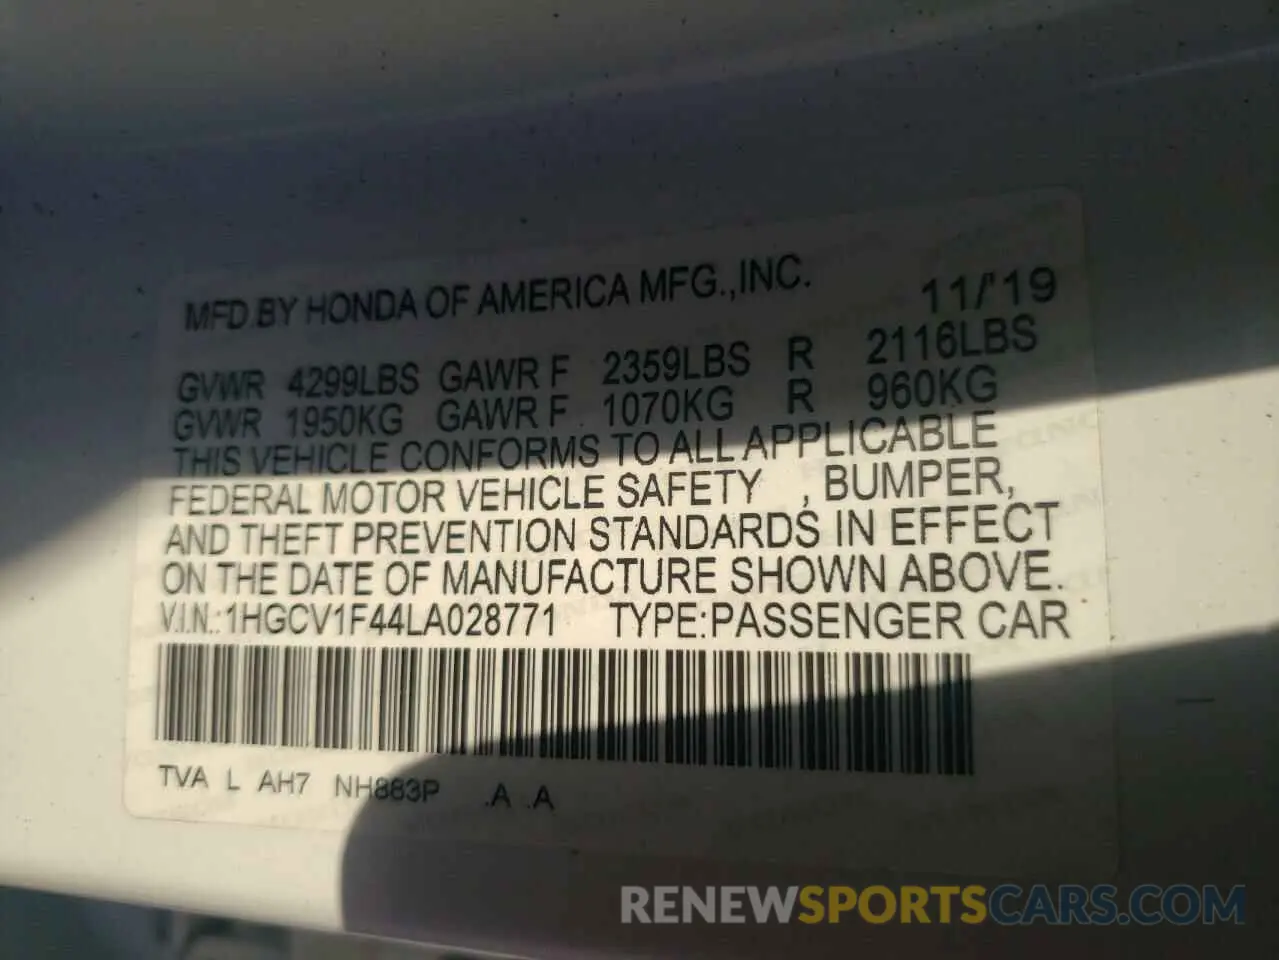 MFD.BY HONDA OF AMERICA MFG.,INC. 11/'19
GVWR 4299LBS GAWR F 2359LBS R 2116LBS
GVWR 1950KG GAWR F 1070KG R 960KG
THIS VEHICLE CONFORMS TO ALL APPLICABLE
FEDERAL MOTOR VEHICLE SAFETY , BUMPER,
AND THEFT PREVENTION STANDARDS IN EFFECT
ON THE DATE OF MANUFACTURE SHOWN ABOVE.
V.I.N.:1HGCV1F44LA028771 TYPE:PASSENGER CAR
TVA L AH7 NH883P .A .A
RENEWSPORTSCARS.COM